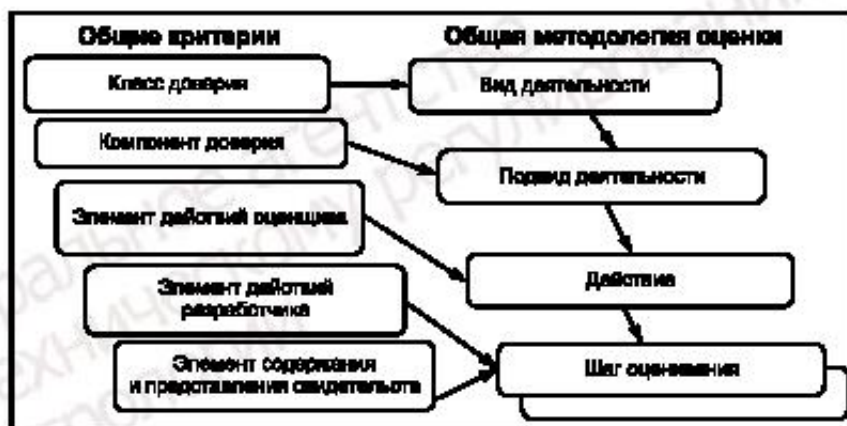 Общие критерии
Общая методология оценки
Класс доверия
Вид деятельности
Компонент доверия
Подвид деятельности
Элемент действий оценщика
Действие
Элемент действий
разработчика
Элемент содержания
и представления свидетельств
Шаг оценивания